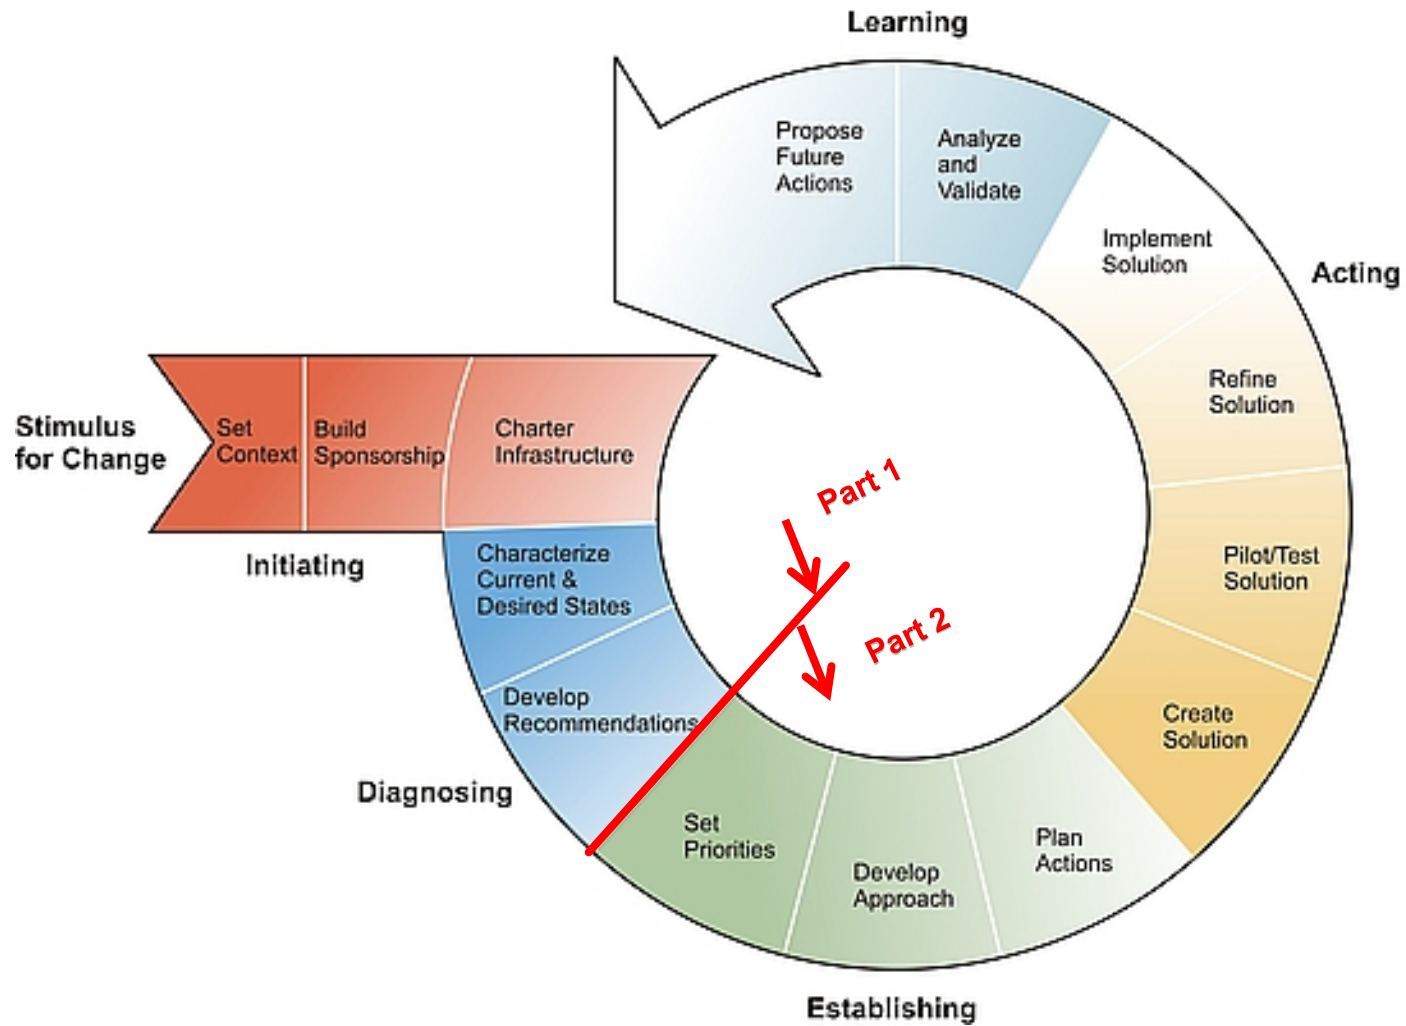 Learning
Propose
Future
Actions
Analyze
and
Validate
Implement
Solution
Acting
Refine
Solution
Stimulus
for Change
Set
Context
Build
Sponsorship
Charter
Infrastructure
Part 1
Initiating
Characterize
Current &
Desired States
Pilot/Test
Solution
Part 2
Develop
Recommendations
Create
Solution
Diagnosing
Set
Priorities
Develop
Approach
Plan
Actions
Establishing